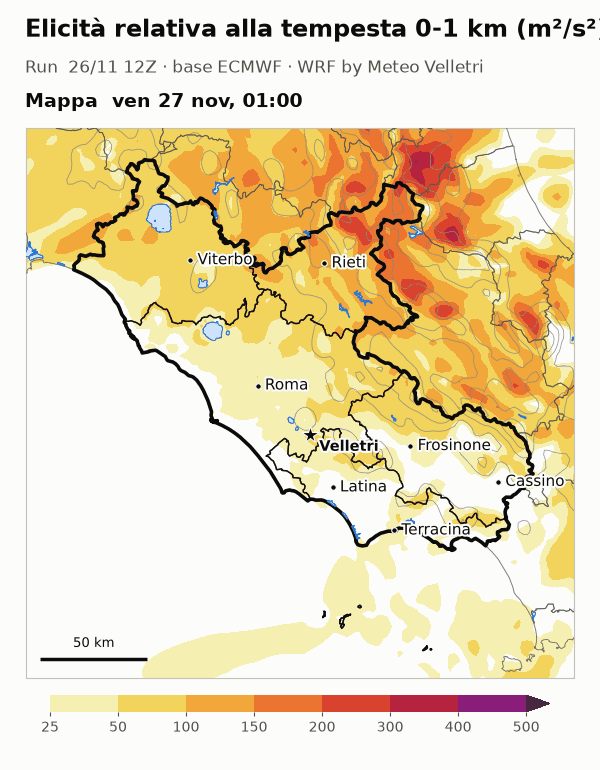 Elicità relativa alla tempesta 0-1 km (m²/s²)
Run 26/11 12Z · base ECMWF · WRF by Meteo Velletri
Mappa ven 27 nov, 01:00
Viterbo
Rieti
Roma
Velletri
Frosinone
Cassino
Latina
Terracina
50 km
25 50 100 150 200 300 400 500